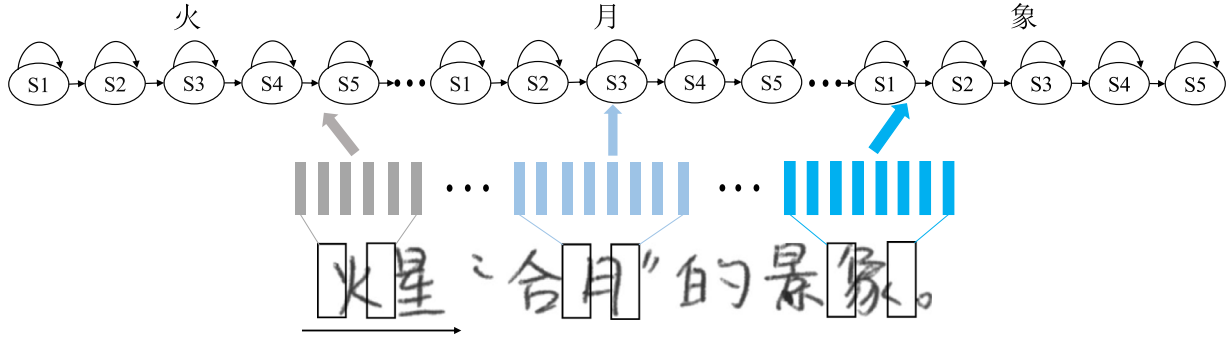 火 月 象
S1 S2 S3 S4 S5 ... S1 S2 S3 S4 S5 ... S1 S2 S3 S4 S5
火星“合月”的景象。